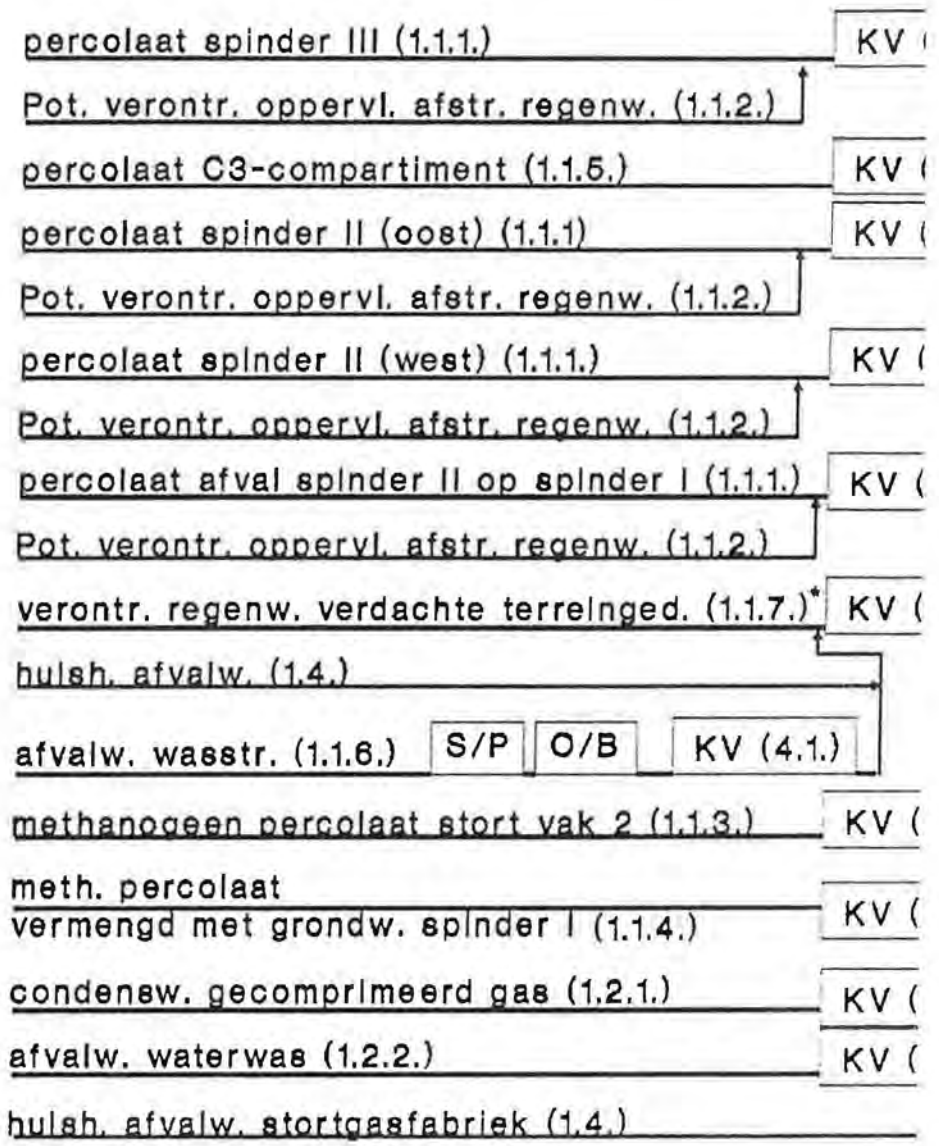 percolaat spinder III (1.1.1.) KV (
Pot. verontr. oppervl. afstr. regenw. (1.1.2.)
percolaat C3-compartiment (1.1.5.) KV (
percolaat spinder II (oost) (1.1.1) KV (
Pot. verontr. oppervl. afstr. regenw. (1.1.2.)
percolaat spinder II (west) (1.1.1.) KV (
Pot. verontr. oppervl. afstr. regenw. (1.1.2.)
percolaat afval spinder II op spinder I (1.1.1.) KV (
Pot. verontr. oppervl. afstr. regenw. (1.1.2.)
verontr. regenw. verdachte terreinged. (1.1.7.)* KV (
huish. afvalw. (1.4.)
afvalw. wasstr. (1.1.6.) S/P O/B KV (4.1.)
methanogeen percolaat stort vak 2 (1.1.3.) KV (
meth. percolaat
vermengd met grondw. spinder I (1.1.4.) KV (
condensw. gecomprimeerd gas (1.2.1.) KV (
afvalw. waterwas (1.2.2.) KV (
huish. afvalw. stortgasfabriek (1.4.)